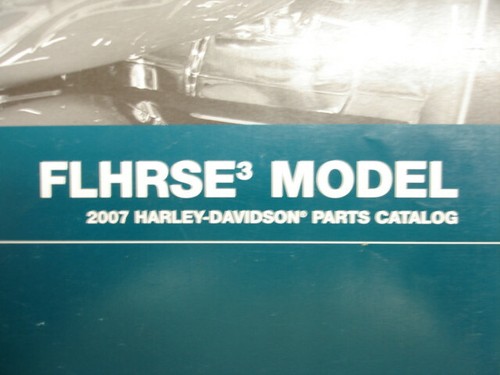 FLHRSE³ MODEL
2007 HARLEY-DAVIDSON® PARTS CATALOG